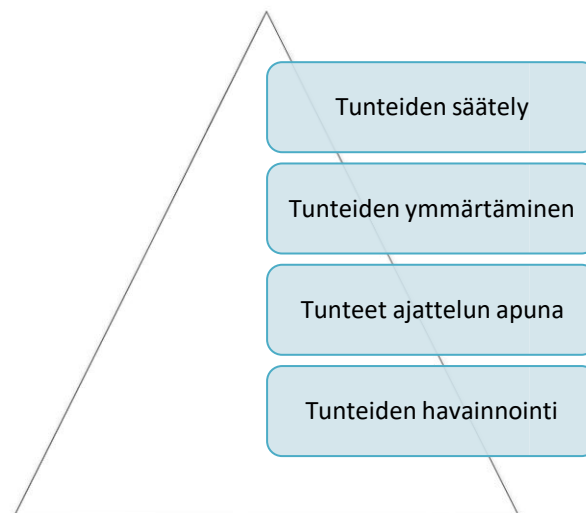 Tunteiden säätely
Tunteiden ymmärtäminen
Tunteet ajattelun apuna
Tunteiden havainnointi